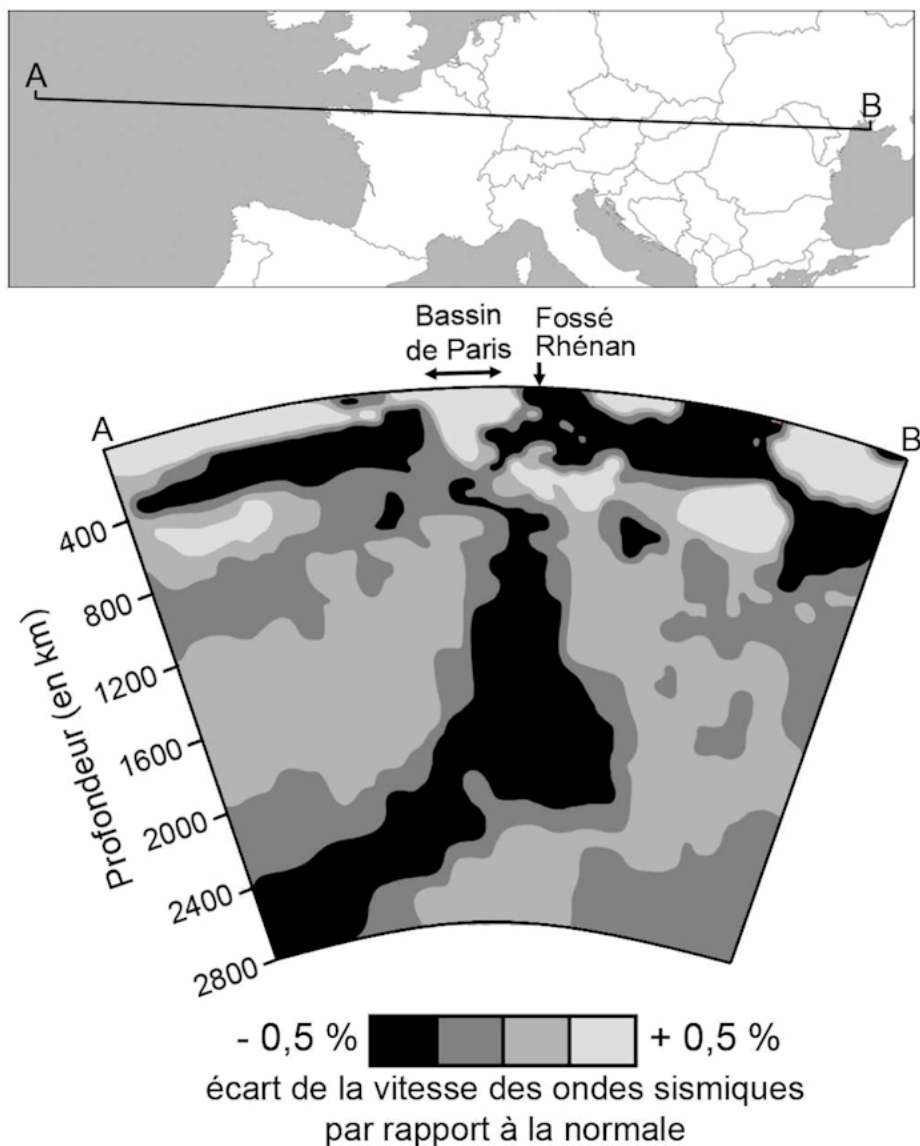 A
B
Bassin
de Paris
Fossé
Rhénan
A
B
Profondeur (en km)
400
800
1200
1600
2000
2400
2800
- 0,5 %
+ 0,5 %
écart de la vitesse des ondes sismiques
par rapport à la normale